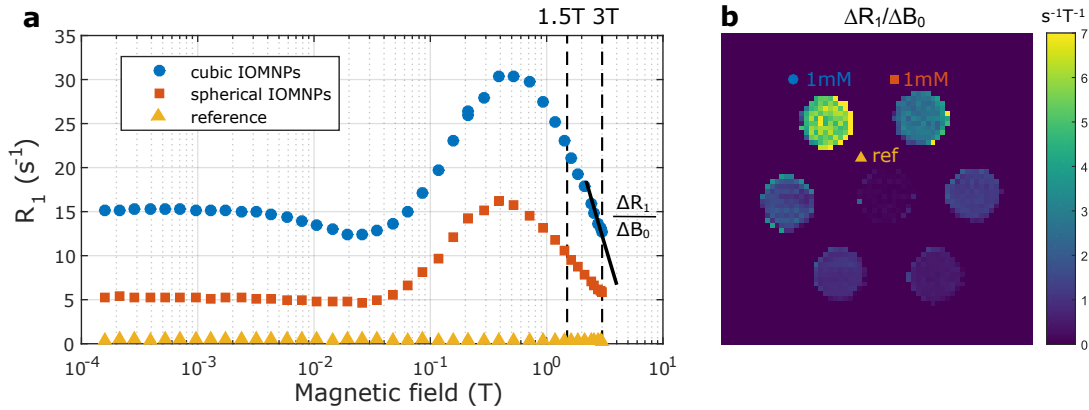 a
1.5T 3T
35
30
25
20
15
10
5
0
R₁ (s⁻¹)
cubic IOMNPs
spherical IOMNPs
reference
ΔR₁
ΔB₀
10⁻⁴
10⁻³
10⁻²
10⁻¹
10⁰
10¹
Magnetic field (T)
b
ΔR₁/ΔB₀
s⁻¹T⁻¹
1mM
1mM
ref
7
6
5
4
3
2
1
0